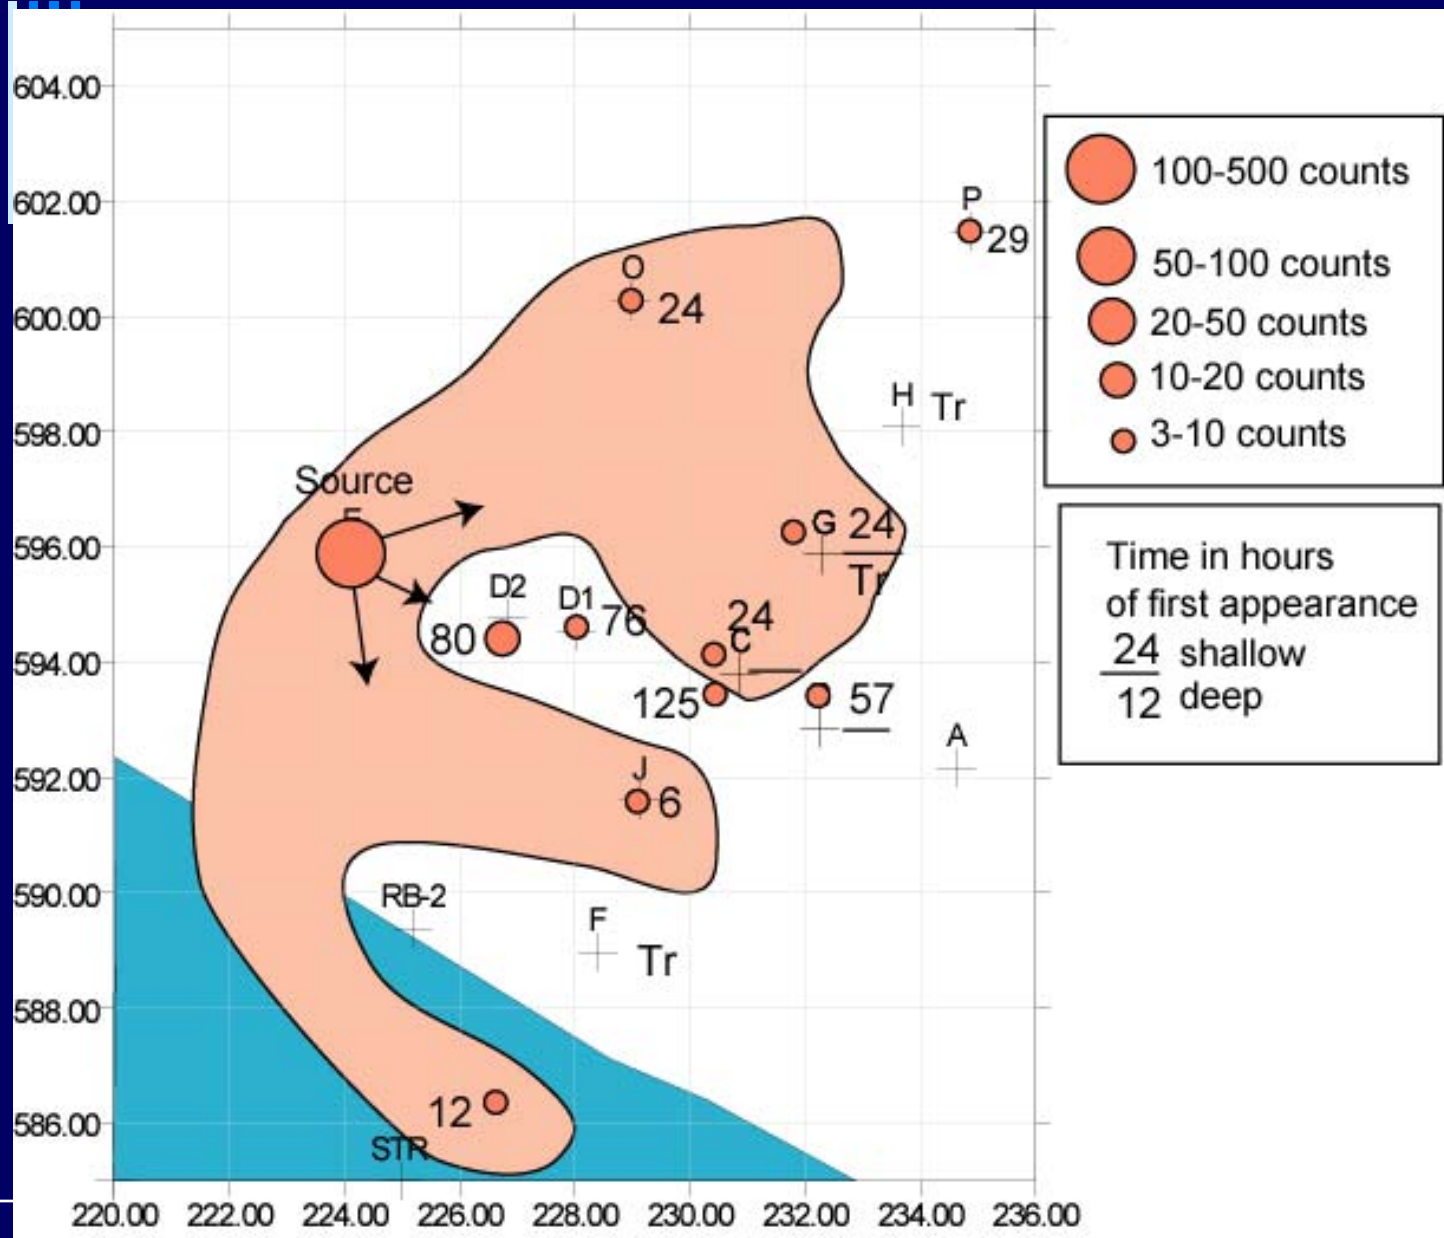 604.00
602.00
600.00
598.00
596.00
594.00
592.00
590.00
588.00
586.00
220.00 222.00 224.00 226.00 228.00 230.00 232.00 234.00 236.00
P
29
O
24
H Tr
Source
G 24
Tr
D2
80
D1
76
24
C
125
57
A
J
6
RB-2
F
Tr
12
STR
100-500 counts
50-100 counts
20-50 counts
10-20 counts
3-10 counts
Time in hours
of first appearance
24 shallow
12 deep